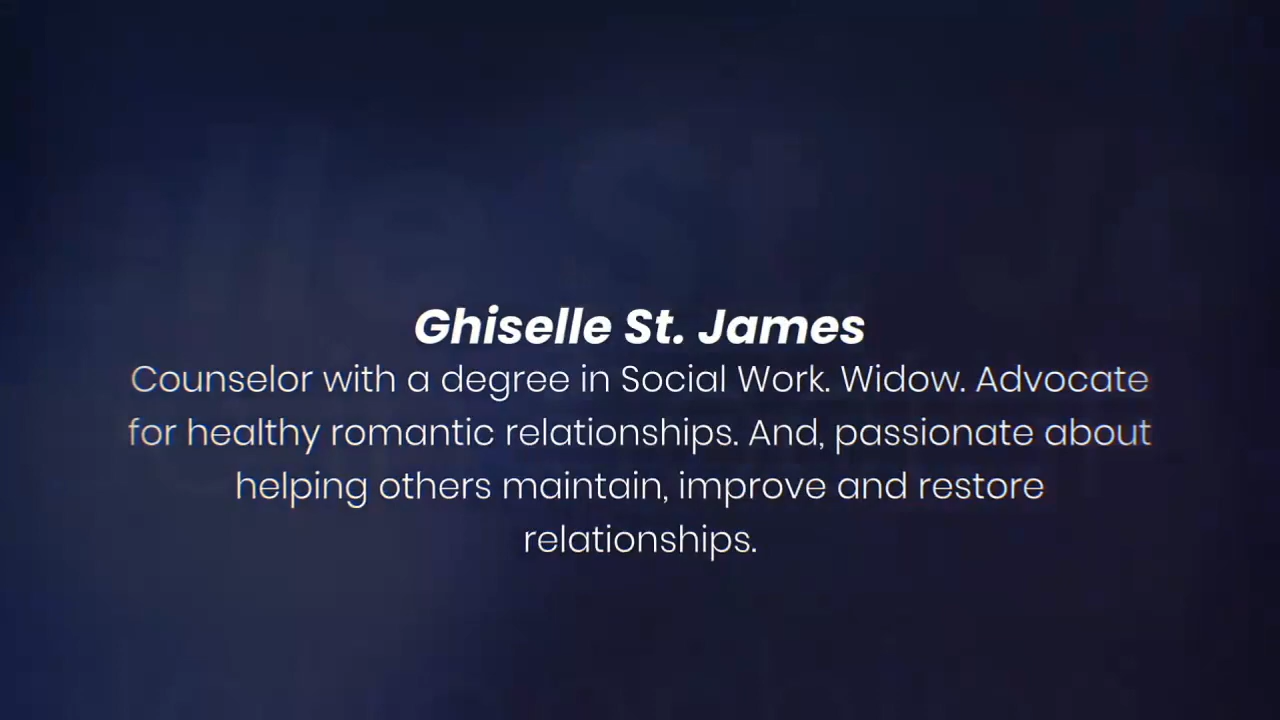 Ghiselle St. James
Counselor with a degree in Social Work. Widow. Advocate
for healthy romantic relationships. And, passionate about
helping others maintain, improve and restore
relationships.